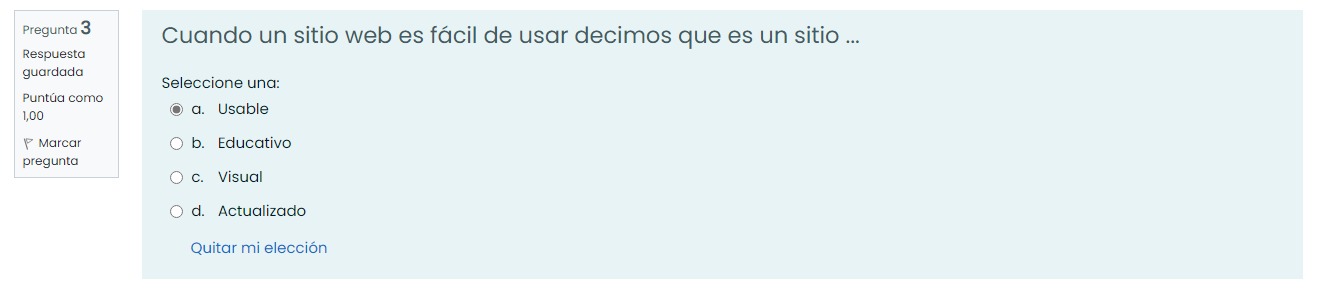 Pregunta 3
Respuesta
guardada
Puntúa como
1,00
Marcar
pregunta
Cuando un sitio web es fácil de usar decimos que es un sitio ...
Seleccione una:
a. Usable
b. Educativo
c. Visual
d. Actualizado
Quitar mi elección